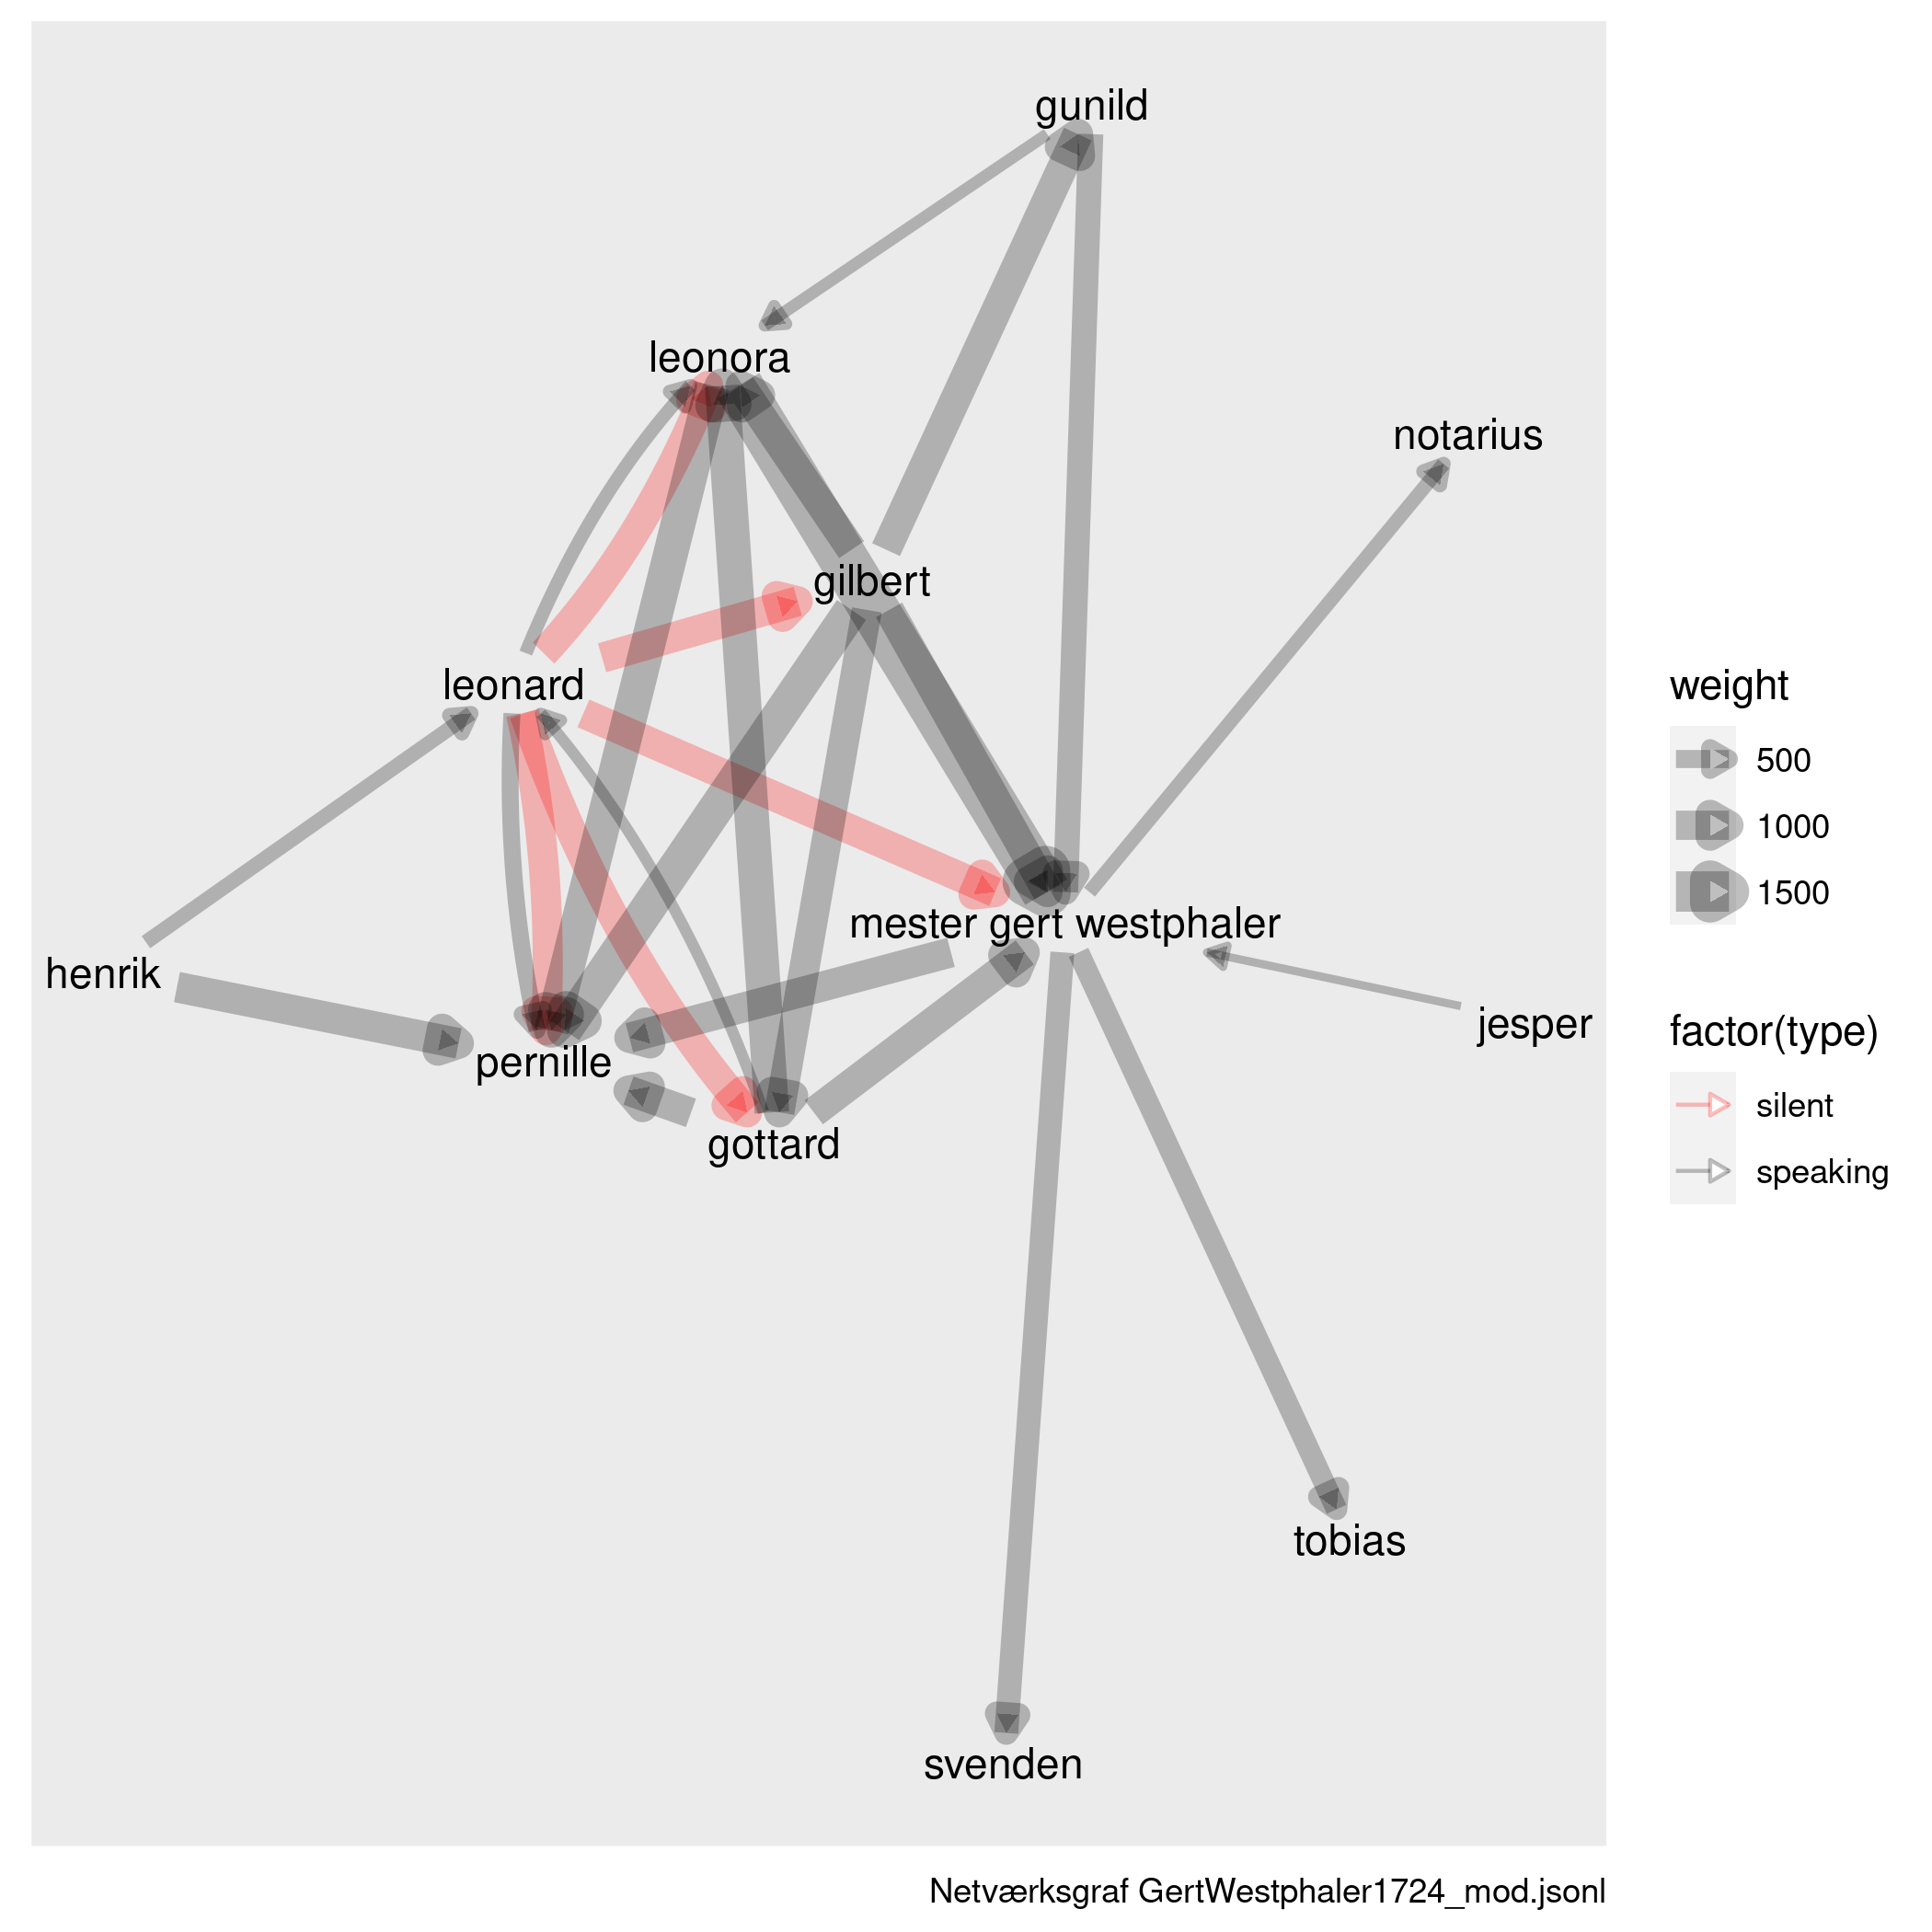 gunild
leonora
notarius
gilbert
leonard
mester gert westphaler
henrik
jesper
pernille
gottard
tobias
svenden
weight
500
1000
1500
factor(type)
silent
speaking
Netværksgraf GertWestphaler1724_mod.jsonl